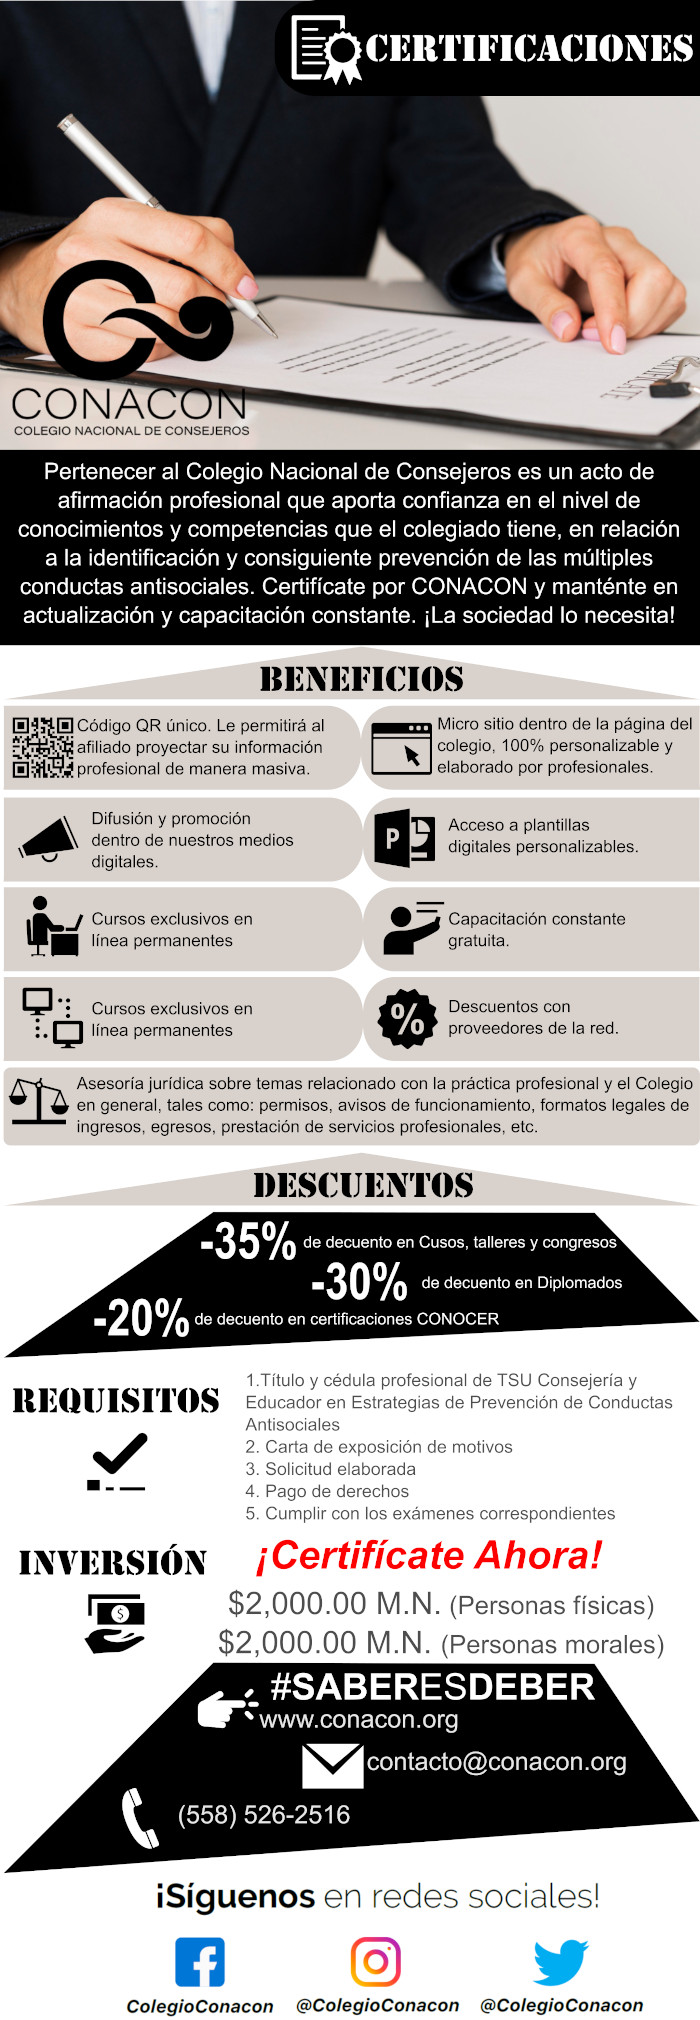 CERTIFICACIONES
CERTIFICATE
CONACON
COLEGIO NACIONAL DE CONSEJEROS
Pertenecer al Colegio Nacional de Consejeros es un acto de
afirmación profesional que aporta confianza en el nivel de
conocimientos y competencias que el colegiado tiene, en relación
a la identificación y consiguiente prevención de las múltiples
conductas antisociales. Certifícate por CONACON y manténte en
actualización y capacitación constante. ¡La sociedad lo necesita!
BENEFICIOS
Código QR único. Le permitirá al
afiliado proyectar su información
profesional de manera masiva.
Micro sitio dentro de la página del
colegio, 100% personalizable y
elaborado por profesionales.
Difusión y promoción
dentro de nuestros medios
digitales.
P
Acceso a plantillas
digitales personalizables.
Cursos exclusivos en
línea permanentes
Capacitación constante
gratuita.
Cursos exclusivos en
línea permanentes
%
Descuentos con
proveedores de la red.
Asesoría jurídica sobre temas relacionado con la práctica profesional y el Colegio
en general, tales como: permisos, avisos de funcionamiento, formatos legales de
ingresos, egresos, prestación de servicios profesionales, etc.
DESCUENTOS
-35% de decuento en Cusos, talleres y congresos
-30% de decuento en Diplomados
-20% de decuento en certificaciones CONOCER
REQUISITOS
1.Título y cédula profesional de TSU Consejería y
Educador en Estrategias de Prevención de Conductas
Antisociales
2. Carta de exposición de motivos
3. Solicitud elaborada
4. Pago de derechos
5. Cumplir con los exámenes correspondientes
INVERSIÓN
$
¡Certifícate Ahora!
$2,000.00 M.N. (Personas físicas)
$2,000.00 M.N. (Personas morales)
#SABERESDEBER
www.conacon.org
contacto@conacon.org
(558) 526-2516
¡Síguenos en redes sociales!
ColegioConacon
@ColegioConacon
@ColegioConacon